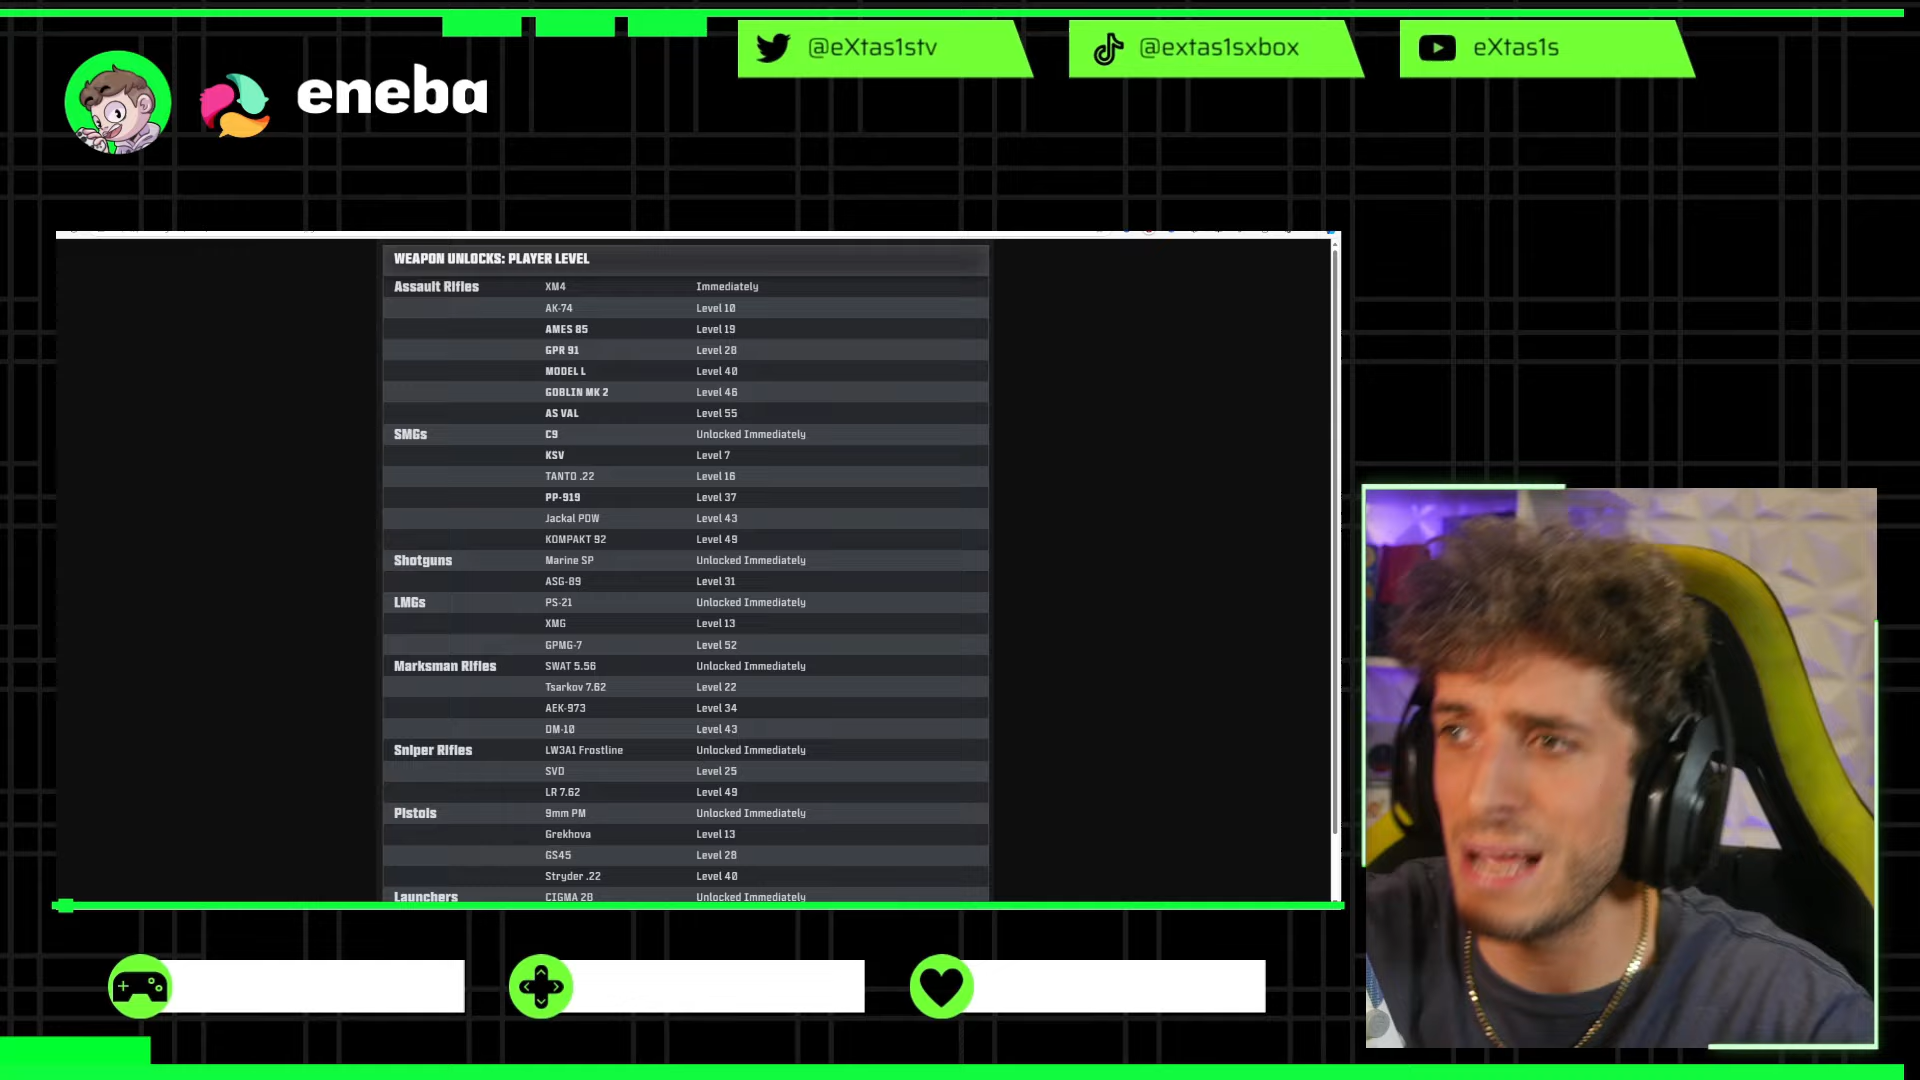 @eXtas1stv
@extas1sxbox
eXtas1s
eneba
WEAPON UNLOCKS: PLAYER LEVEL
Assault Rifles XM4 Immediately
AK-74 Level 10
AMES 85 Level 19
GPR 91 Level 28
MODEL L Level 40
GOBLIN MK 2 Level 46
AS VAL Level 55
SMGs C9 Unlocked Immediately
KSV Level 7
TANTO .22 Level 16
PP-919 Level 37
Jackal PDW Level 43
KOMPAKT 92 Level 49
Shotguns Marine SP Unlocked Immediately
ASG-89 Level 31
LMGs PS-21 Unlocked Immediately
XMG Level 13
GPMG-7 Level 52
Marksman Rifles SWAT 5.56 Unlocked Immediately
Tsarkov 7.62 Level 22
AEK-973 Level 34
DM-10 Level 43
Sniper Rifles LW3A1 Frostline Unlocked Immediately
SVD Level 25
LR 7.62 Level 49
Pistols 9mm PM Unlocked Immediately
Grekhova Level 13
GS45 Level 28
Stryder .22 Level 40
Launchers CIGMA 2B Unlocked Immediately